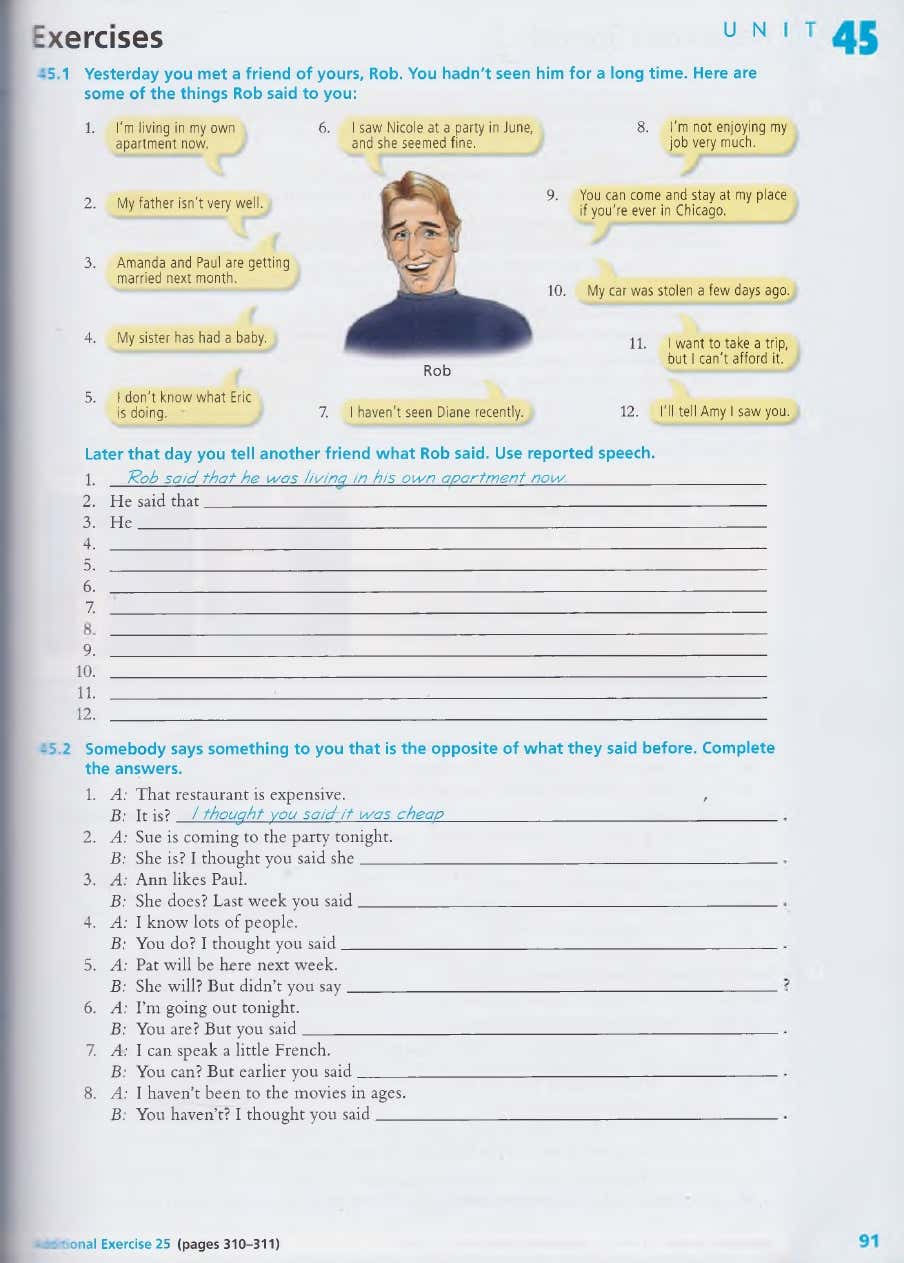 Exercises
UNIT 45
45.1 Yesterday you met a friend of yours, Rob. You hadn't seen him for a long time. Here are
some of the things Rob said to you:
1. I'm living in my own
apartment now.
2. My father isn't very well.
3. Amanda and Paul are getting
married next month.
4. My sister has had a baby.
5. I don't know what Eric
is doing.
6. I saw Nicole at a party in June,
and she seemed fine.
Rob
7. I haven't seen Diane recently.
8. I'm not enjoying my
job very much.
9. You can come and stay at my place
if you're ever in Chicago.
10. My car was stolen a few days ago.
11. I want to take a trip,
but I can't afford it.
12. I'll tell Amy I saw you.
Later that day you tell another friend what Rob said. Use reported speech.
1. Rob said that he was living in his own apartment now.
2. He said that
3. He
4.
5.
6.
7.
8.
9.
10.
11.
12.
45.2 Somebody says something to you that is the opposite of what they said before. Complete
the answers.
1. A: That restaurant is expensive.
B: It is? I thought you said it was cheap .
2. A: Sue is coming to the party tonight.
B: She is? I thought you said she .
3. A: Ann likes Paul.
B: She does? Last week you said .
4. A: I know lots of people.
B: You do? I thought you said .
5. A: Pat will be here next week.
B: She will? But didn't you say ?
6. A: I'm going out tonight.
B: You are? But you said .
7. A: I can speak a little French.
B: You can? But earlier you said .
8. A: I haven't been to the movies in ages.
B: You haven't? I thought you said .
Additional Exercise 25 (pages 310–311)
91